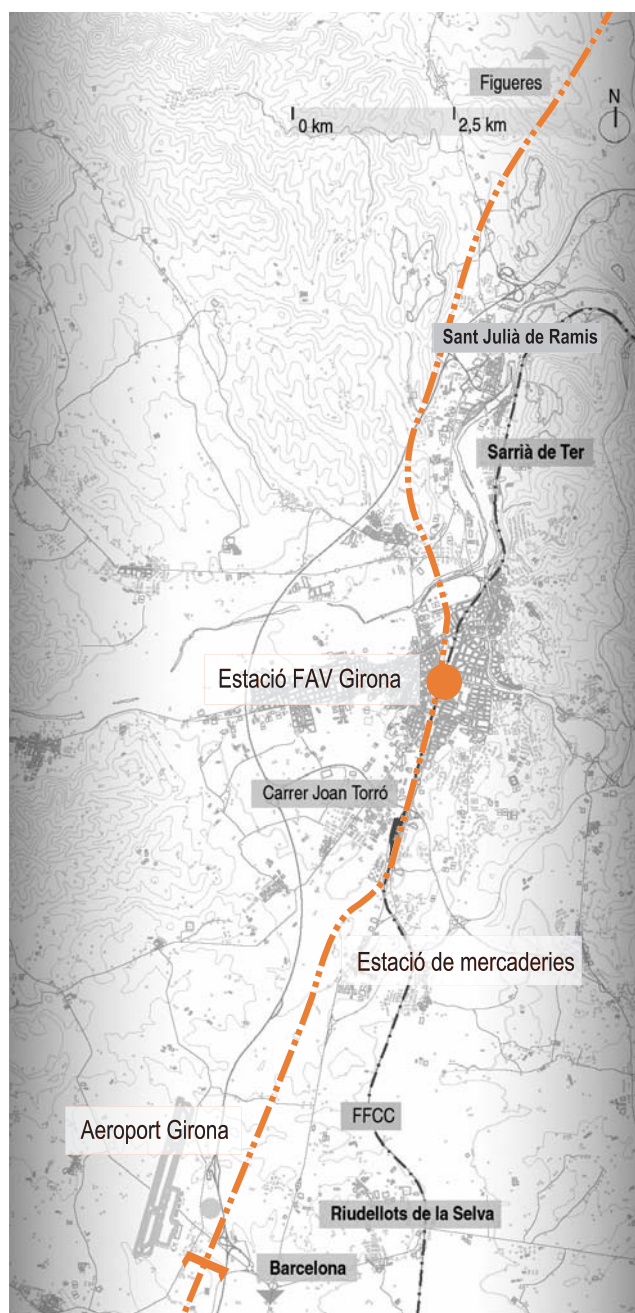 Figueres
N
0 km
2,5 km
Sant Julià de Ramis
Sarrià de Ter
Estació FAV Girona
Carrer Joan Torró
Estació de mercaderies
FFCC
Aeroport Girona
Riudellots de la Selva
Barcelona